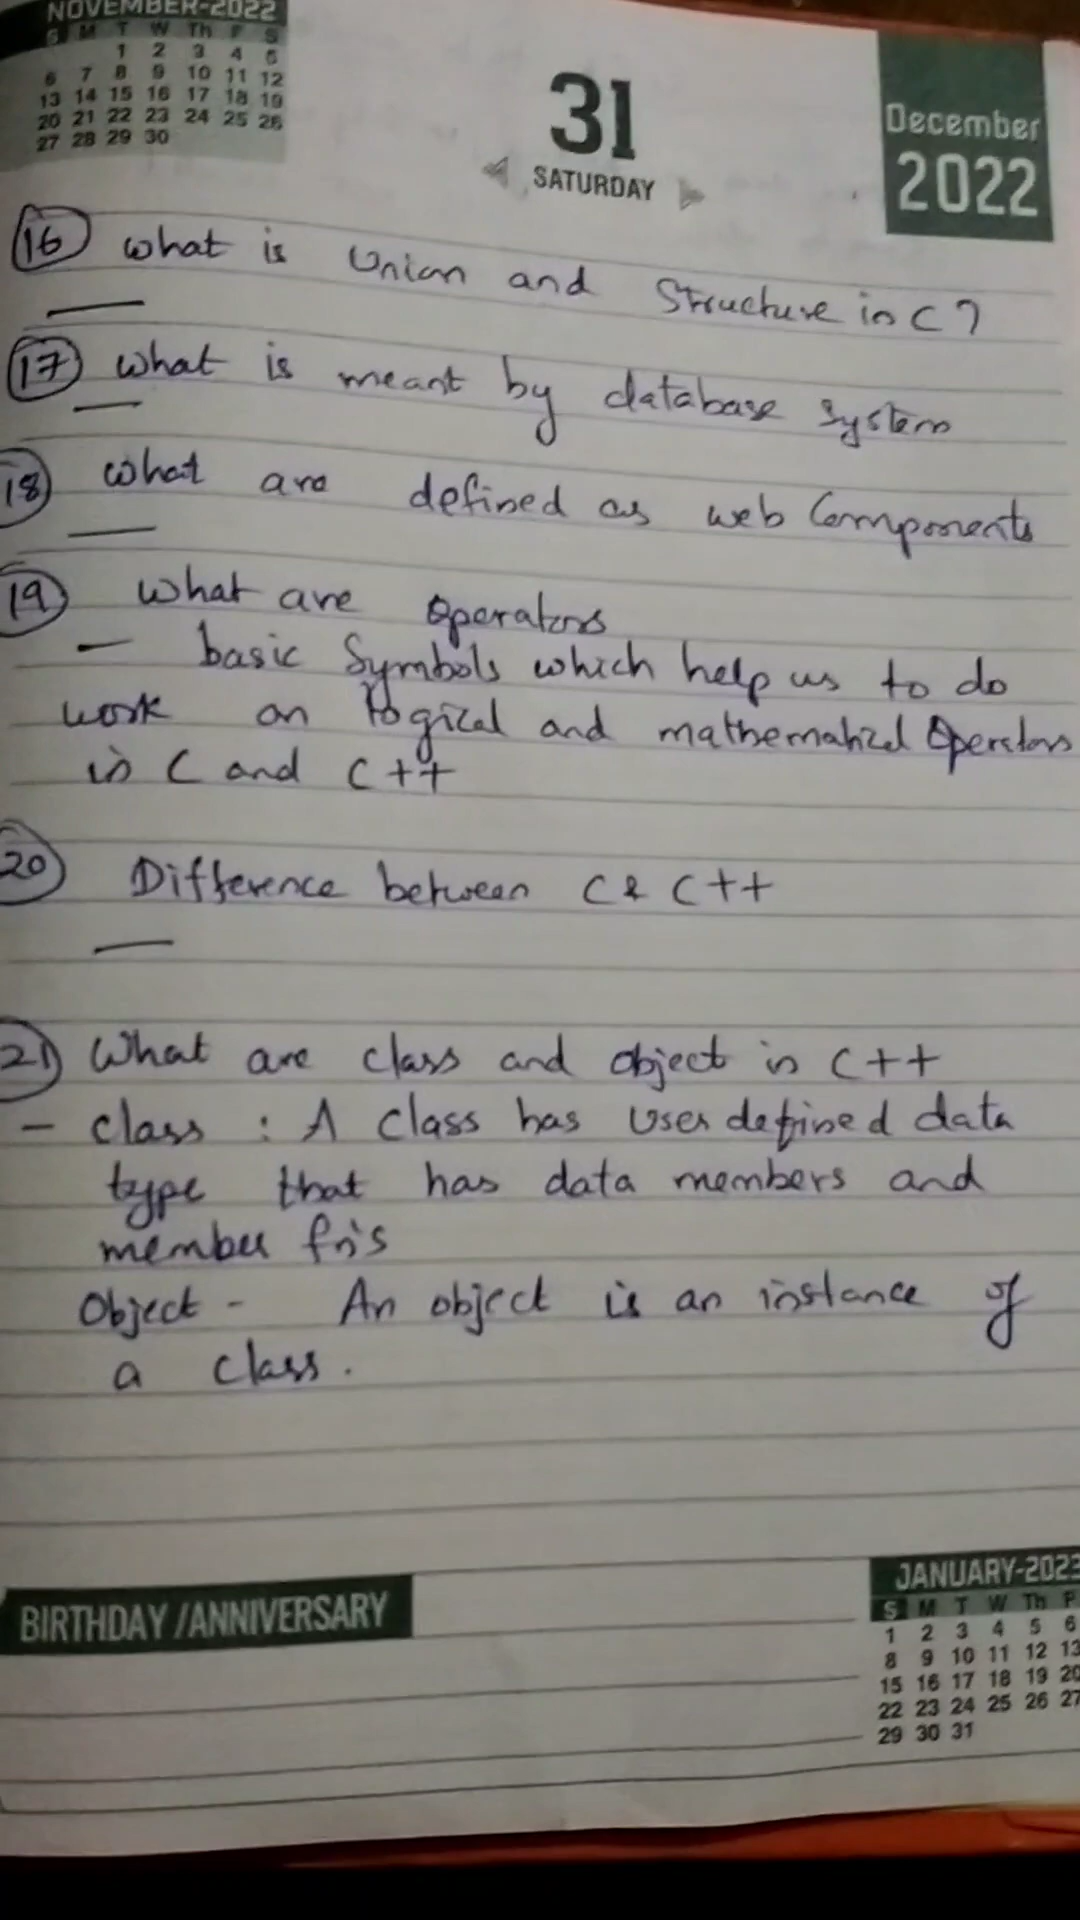 NOVEMBER-2022
S M T W Th F S
1 2 3 4 5
6 7 8 9 10 11 12
13 14 15 16 17 18 19
20 21 22 23 24 25 26
27 28 29 30
31
SATURDAY
December
2022
16 What is Union and Structure in C?
17 What is meant by database system
18 What are defined as web Components
19 What are operators
- basic Symbols which help us to do
work on logical and mathematical Operators
in C and C++
20 Difference between C & C++
21 What are class and object in C++
- class : A class has User defined data
type that has data members and
member fn's
Object - An object is an instance of
a class.
BIRTHDAY /ANNIVERSARY
JANUARY-2023
S M T W Th F
1 2 3 4 5 6
8 9 10 11 12 13
15 16 17 18 19 20
22 23 24 25 26 27
29 30 31